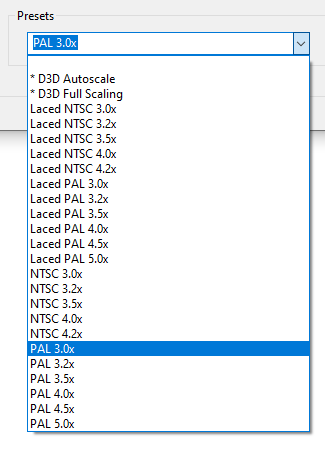 Presets
PAL 3.0x
* D3D Autoscale
* D3D Full Scaling
Laced NTSC 3.0x
Laced NTSC 3.2x
Laced NTSC 3.5x
Laced NTSC 4.0x
Laced NTSC 4.2x
Laced PAL 3.0x
Laced PAL 3.2x
Laced PAL 3.5x
Laced PAL 4.0x
Laced PAL 4.5x
Laced PAL 5.0x
NTSC 3.0x
NTSC 3.2x
NTSC 3.5x
NTSC 4.0x
NTSC 4.2x
PAL 3.0x
PAL 3.2x
PAL 3.5x
PAL 4.0x
PAL 4.5x
PAL 5.0x